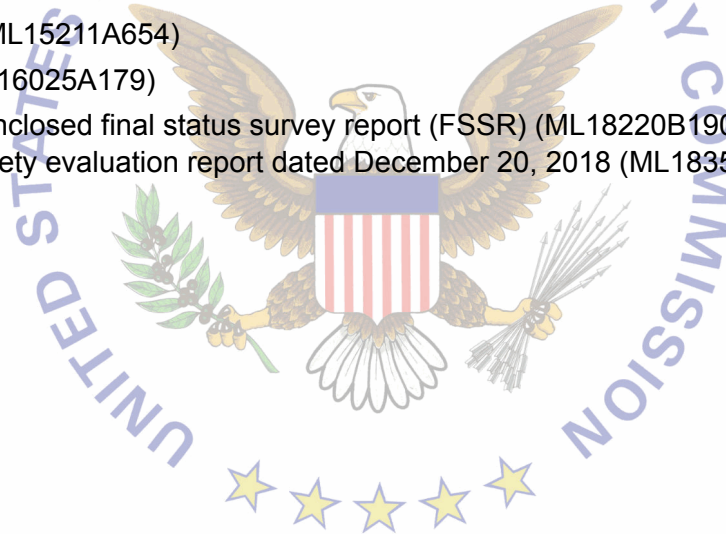 ML15211A654)
16025A179)
nclosed final status survey report (FSSR) (ML18220B190
ety evaluation report dated December 20, 2018 (ML1835
UNITED STATES
Y COMMISSION